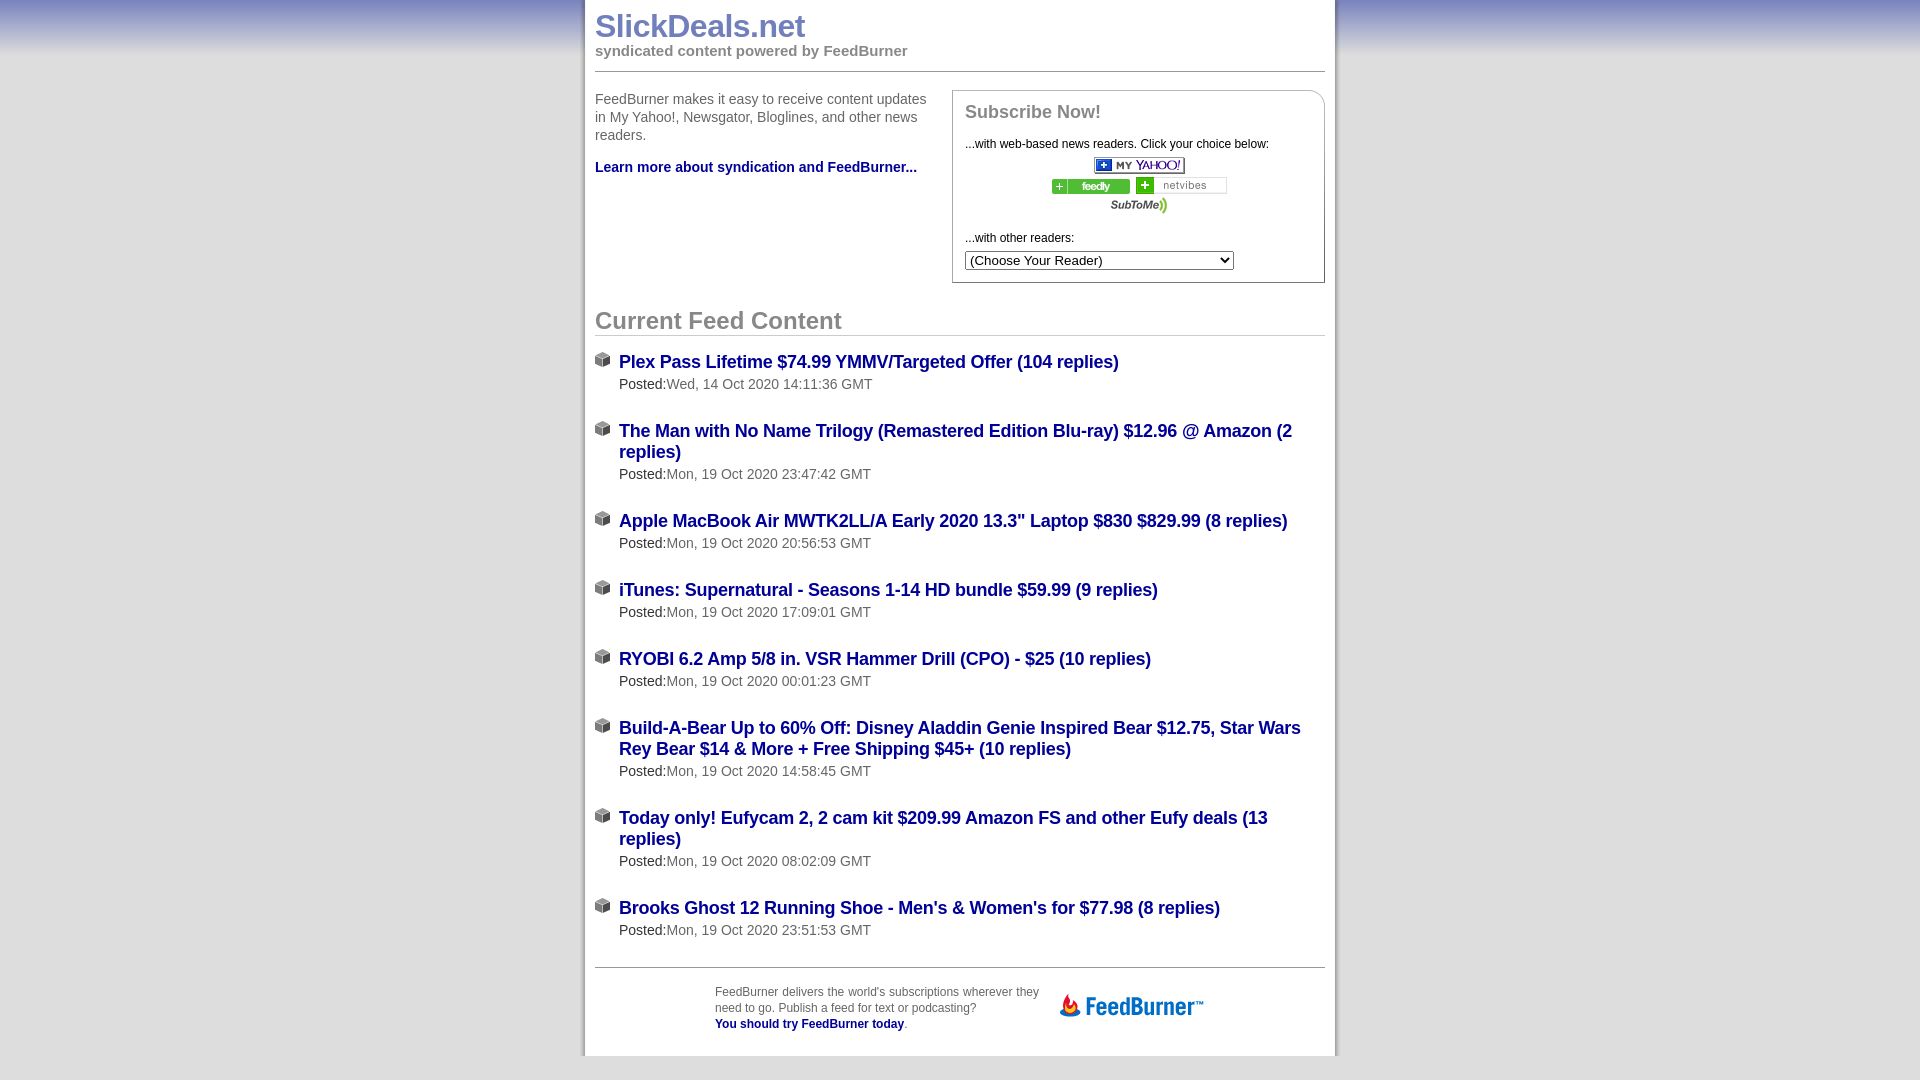 SlickDeals.net
syndicated content powered by FeedBurner
FeedBurner makes it easy to receive content updates
in My Yahoo!, Newsgator, Bloglines, and other news
readers.
Learn more about syndication and FeedBurner...
Subscribe Now!
...with web-based news readers. Click your choice below:
MY YAHOO!
feedly
netvibes
SubToMe
...with other readers:
(Choose Your Reader)
Current Feed Content
Plex Pass Lifetime $74.99 YMMV/Targeted Offer (104 replies)
Posted:Wed, 14 Oct 2020 14:11:36 GMT
The Man with No Name Trilogy (Remastered Edition Blu-ray) $12.96 @ Amazon (2
replies)
Posted:Mon, 19 Oct 2020 23:47:42 GMT
Apple MacBook Air MWTK2LL/A Early 2020 13.3" Laptop $830 $829.99 (8 replies)
Posted:Mon, 19 Oct 2020 20:56:53 GMT
iTunes: Supernatural - Seasons 1-14 HD bundle $59.99 (9 replies)
Posted:Mon, 19 Oct 2020 17:09:01 GMT
RYOBI 6.2 Amp 5/8 in. VSR Hammer Drill (CPO) - $25 (10 replies)
Posted:Mon, 19 Oct 2020 00:01:23 GMT
Build-A-Bear Up to 60% Off: Disney Aladdin Genie Inspired Bear $12.75, Star Wars
Rey Bear $14 & More + Free Shipping $45+ (10 replies)
Posted:Mon, 19 Oct 2020 14:58:45 GMT
Today only! Eufycam 2, 2 cam kit $209.99 Amazon FS and other Eufy deals (13
replies)
Posted:Mon, 19 Oct 2020 08:02:09 GMT
Brooks Ghost 12 Running Shoe - Men's & Women's for $77.98 (8 replies)
Posted:Mon, 19 Oct 2020 23:51:53 GMT
FeedBurner delivers the world's subscriptions wherever they
need to go. Publish a feed for text or podcasting?
You should try FeedBurner today.
FeedBurner™